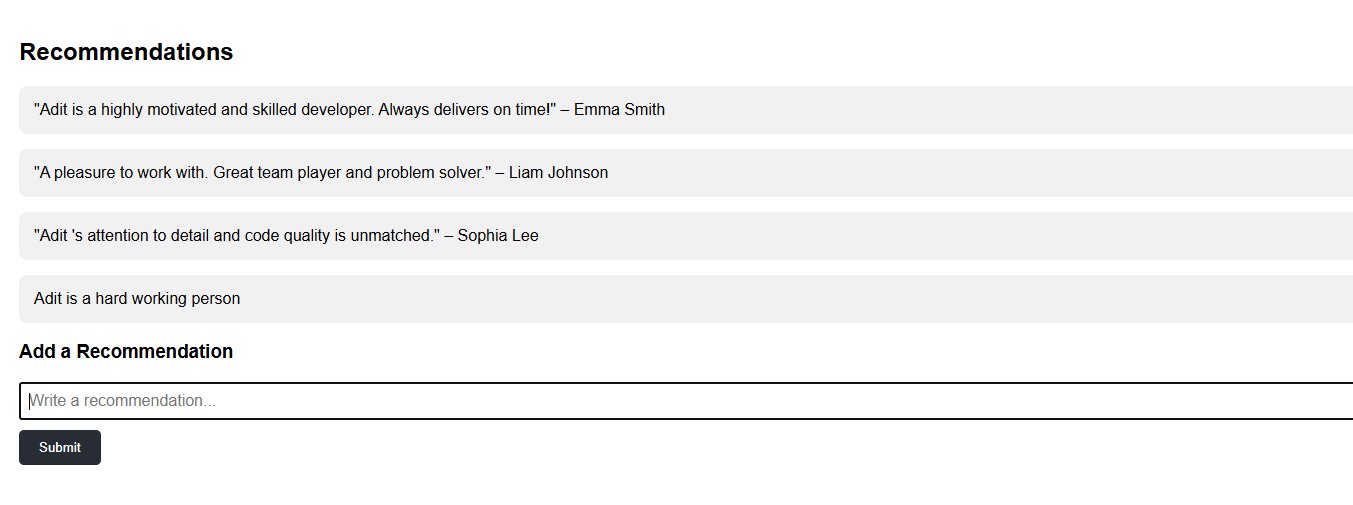 Recommendations
"Adit is a highly motivated and skilled developer. Always delivers on time!" – Emma Smith
"A pleasure to work with. Great team player and problem solver." – Liam Johnson
"Adit 's attention to detail and code quality is unmatched." – Sophia Lee
Adit is a hard working person
Add a Recommendation
Write a recommendation...
Submit